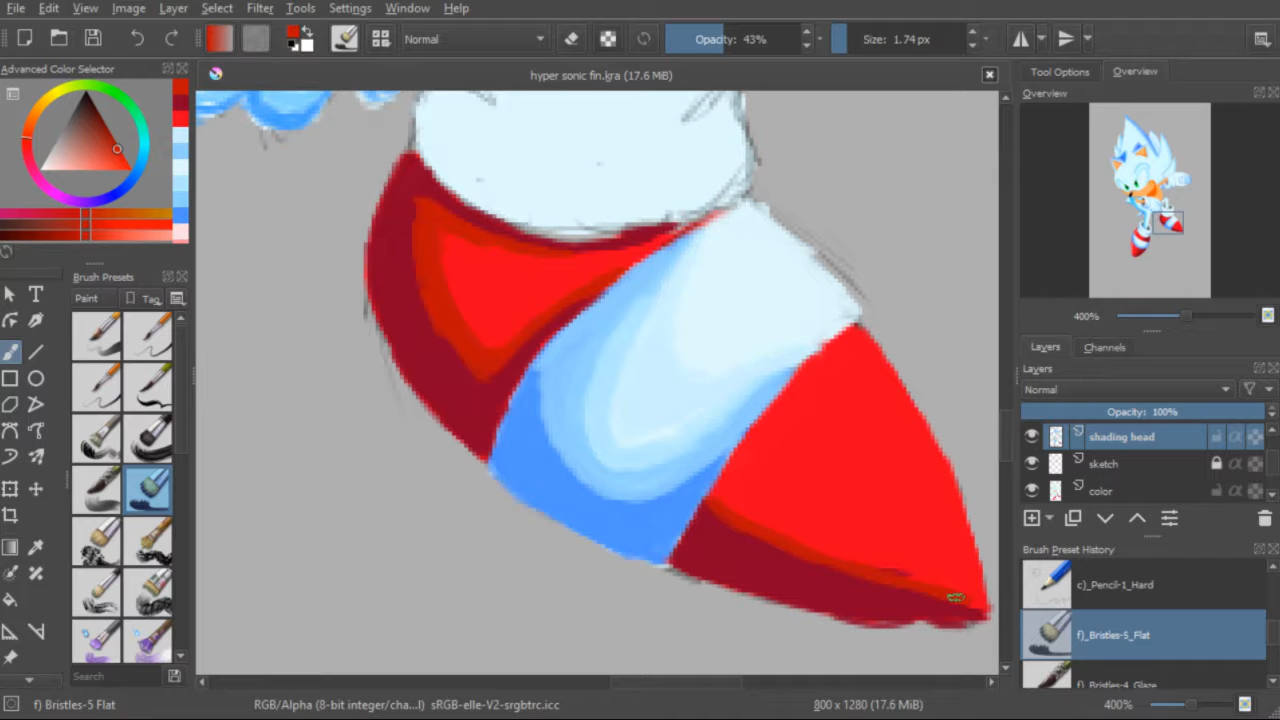 File Edit View Image Layer Select Filter Tools Settings Window Help
Normal
Opacity: 43%
Size: 1.74 px
Advanced Color Selector
hyper sonic fin.kra (17.6 MiB)
Tool Options
Overview
Overview
400%
Brush Presets
Paint
Tag
Layers
Channels
Layers
Normal
Opacity: 100%
shading head
sketch
color
Brush Preset History
c)_Pencil-1_Hard
f)_Bristles-5_Flat
f)_Bristles-4_Glaze
Search
f) Bristles-5 Flat
RGB/Alpha (8-bit integer/cha...l) sRGB-elle-V2-srgbtrc.icc
800 x 1280 (17.6 MiB)
400%